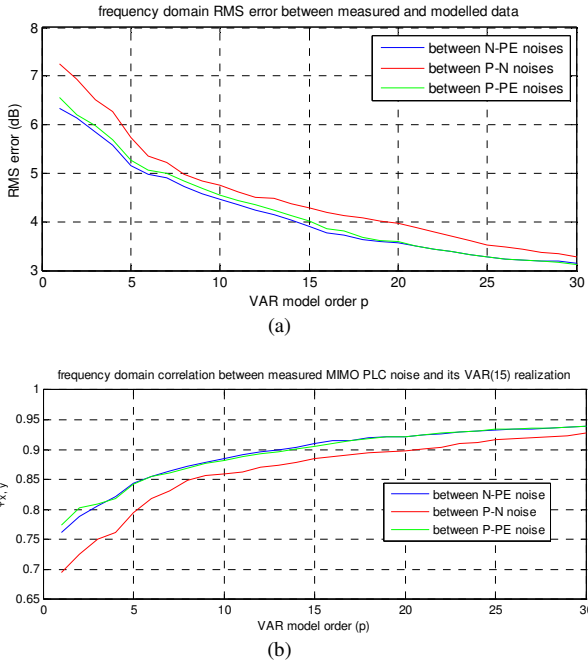 frequency domain RMS error between measured and modelled data
8
7
6
5
4
3
RMS error (dB)
between N-PE noises
between P-N noises
between P-PE noises
0 5 10 15 20 25 30
VAR model order p
(a)
frequency domain correlation between measured MIMO PLC noise and its VAR(15) realization
1
0.95
0.9
0.85
0.8
0.75
0.7
0.65
between N-PE noise
between P-N noise
between P-PE noise
0 5 10 15 20 25 30
VAR model order (p)
(b)